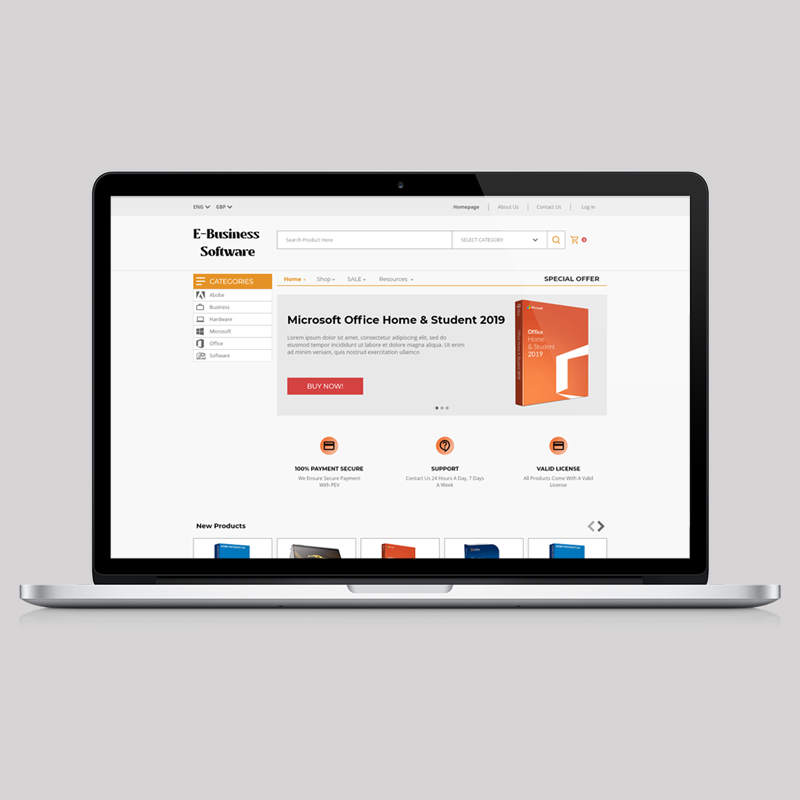 ENG GBP
Homepage About Us Contact Us Log in
E-Business
Software
Search Product Here
SELECT CATEGORY
0
CATEGORIES
Abobe
Business
Hardware
Microsoft
Office
Software
Home Shop SALE Resources
SPECIAL OFFER
Microsoft Office Home & Student 2019
Lorem ipsum dolor sit amet, consectetur adipiscing elit, sed do
eiusmod tempor incididunt ut labore et dolore magna aliqua. Ut enim
ad minim veniam, quis nostrud exercitation ullamco
BUY NOW!
Microsoft
Office
Home
& Student
2019
100% PAYMENT SECURE
We Ensure Secure Payment
With PEV
SUPPORT
Contact Us 24 Hours A Day, 7 Days
A Week
VALID LICENSE
All Products Come With A Valid
License
New Products